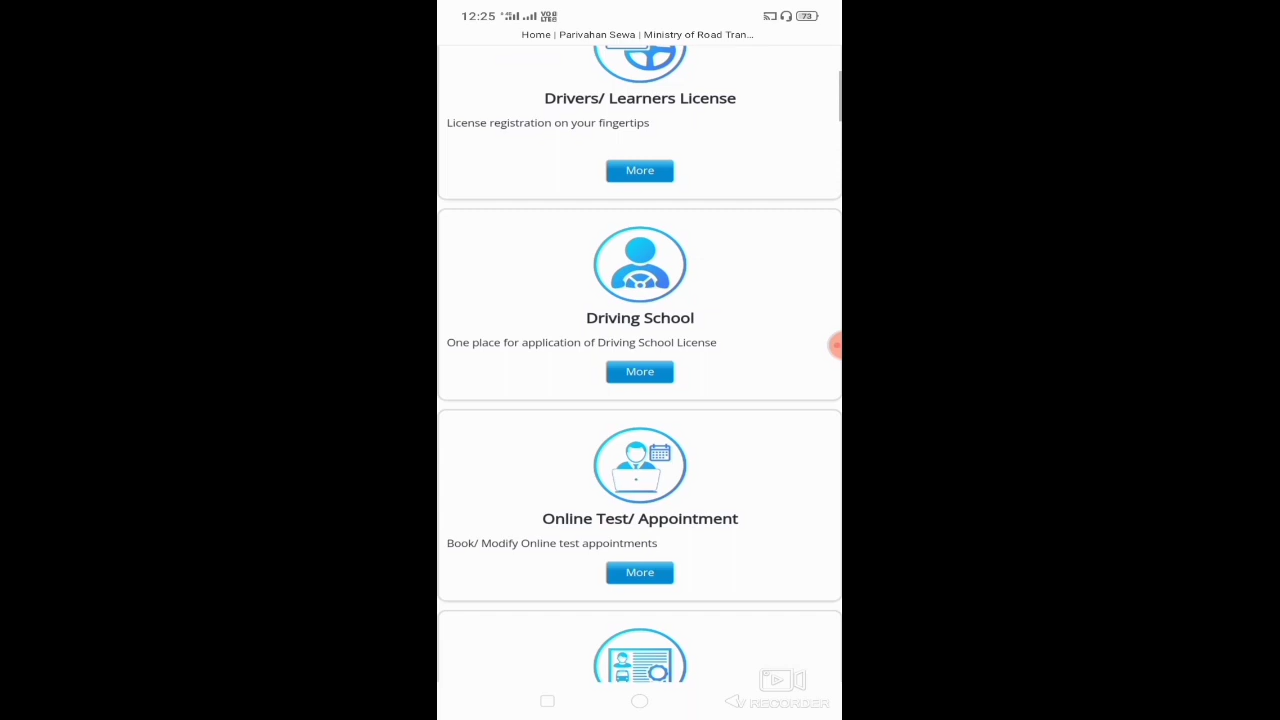 12:25
73
Home | Parivahan Sewa | Ministry of Road Tran...
Drivers/ Learners License
License registration on your fingertips
More
Driving School
One place for application of Driving School License
More
Online Test/ Appointment
Book/ Modify Online test appointments
More
RECORDER